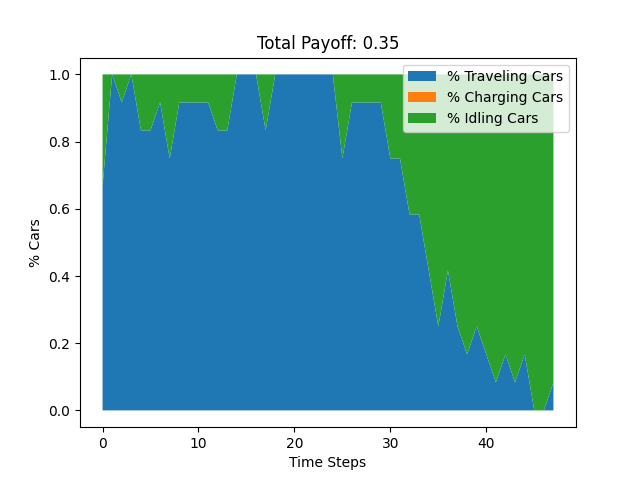 Total Payoff: 0.35
% Traveling Cars
% Charging Cars
% Idling Cars
1.0
0.8
0.6
0.4
0.2
0.0
% Cars
0
10
20
30
40
Time Steps